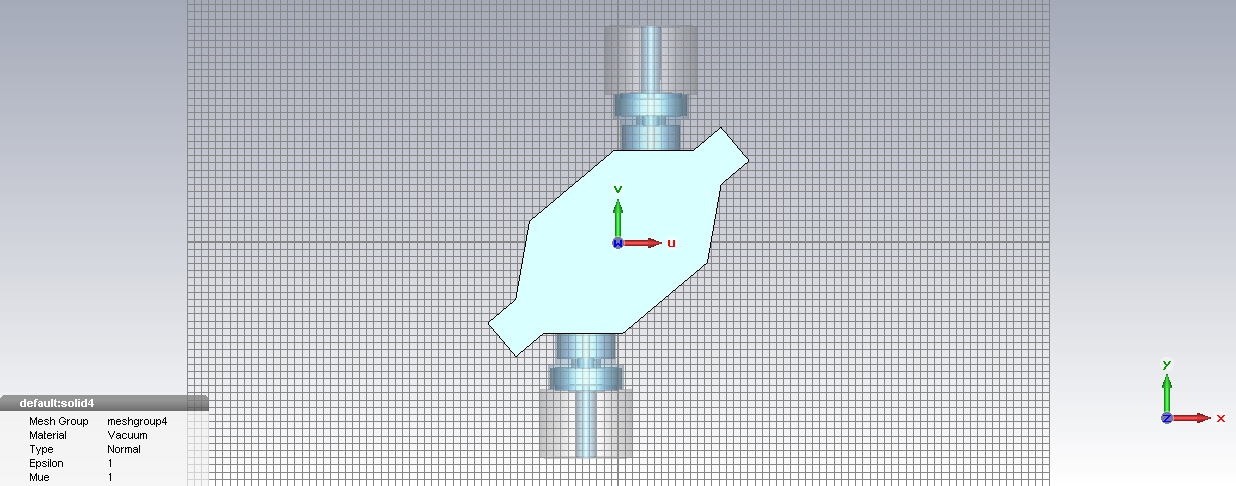 v
w
u
y
z
x
default:solid4
Mesh Group meshgroup4
Material Vacuum
Type Normal
Epsilon 1
Mue 1